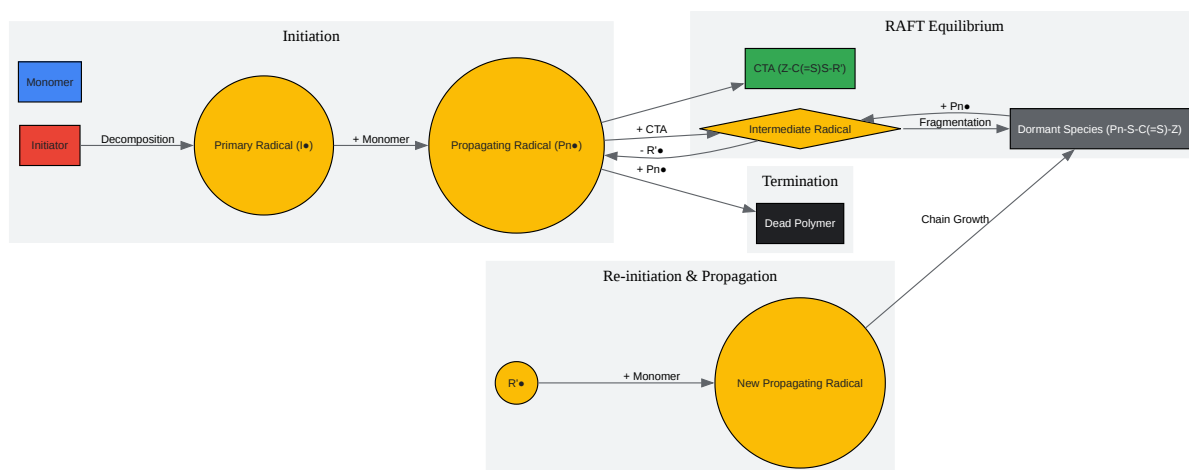 Initiation
RAFT Equilibrium
Monomer
CTA (Z-C(=S)S-R')
Initiator
Decomposition
Primary Radical (I●)
+ Monomer
Propagating Radical (Pn●)
+ CTA
- R'●
+ Pn●
Intermediate Radical
+ Pn●
Fragmentation
Dormant Species (Pn-S-C(=S)-Z)
Termination
Dead Polymer
Chain Growth
Re-initiation & Propagation
R'●
+ Monomer
New Propagating Radical